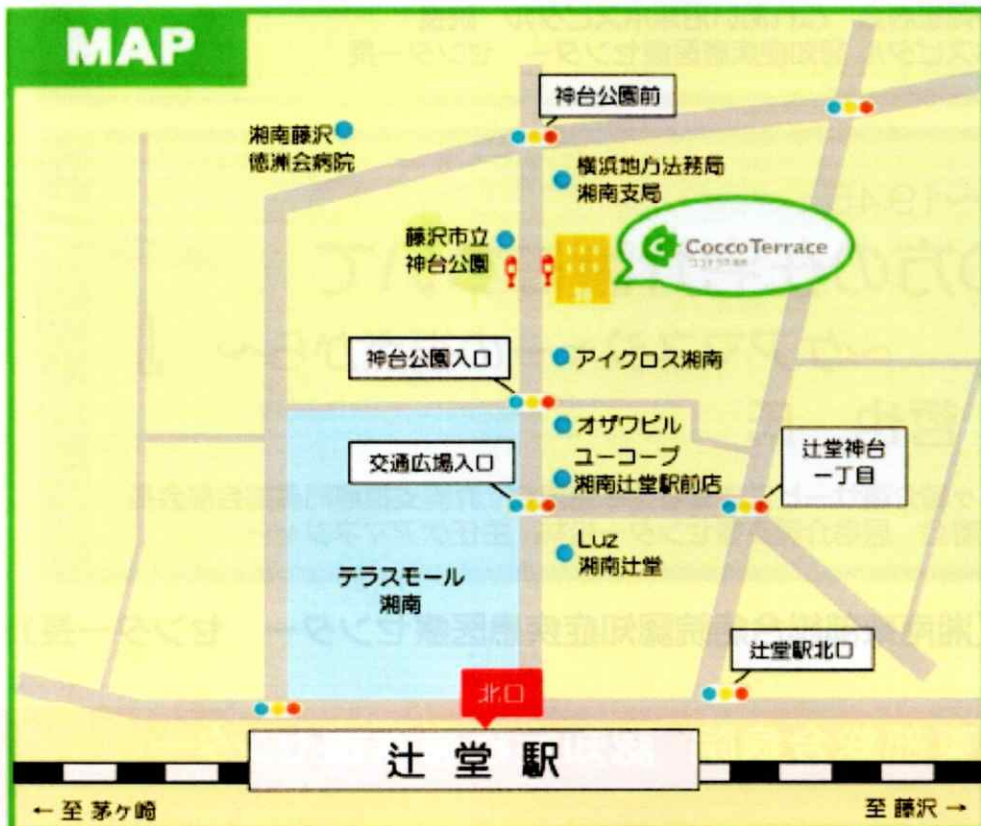 MAP
神台公園前
湘南藤沢
徳洲会病院
横浜地方法務局
湘南支局
藤沢市立
神台公園
Cocco Terrace
神台公園入口
アイクロス湘南
オザワビル
交通広場入口
ユーコープ
湘南辻堂駅前店
辻堂神台
一丁目
Luz
湘南辻堂
テラスモール
湘南
辻堂駅北口
北口
辻堂駅
← 至 茅ヶ崎
至 藤沢 →